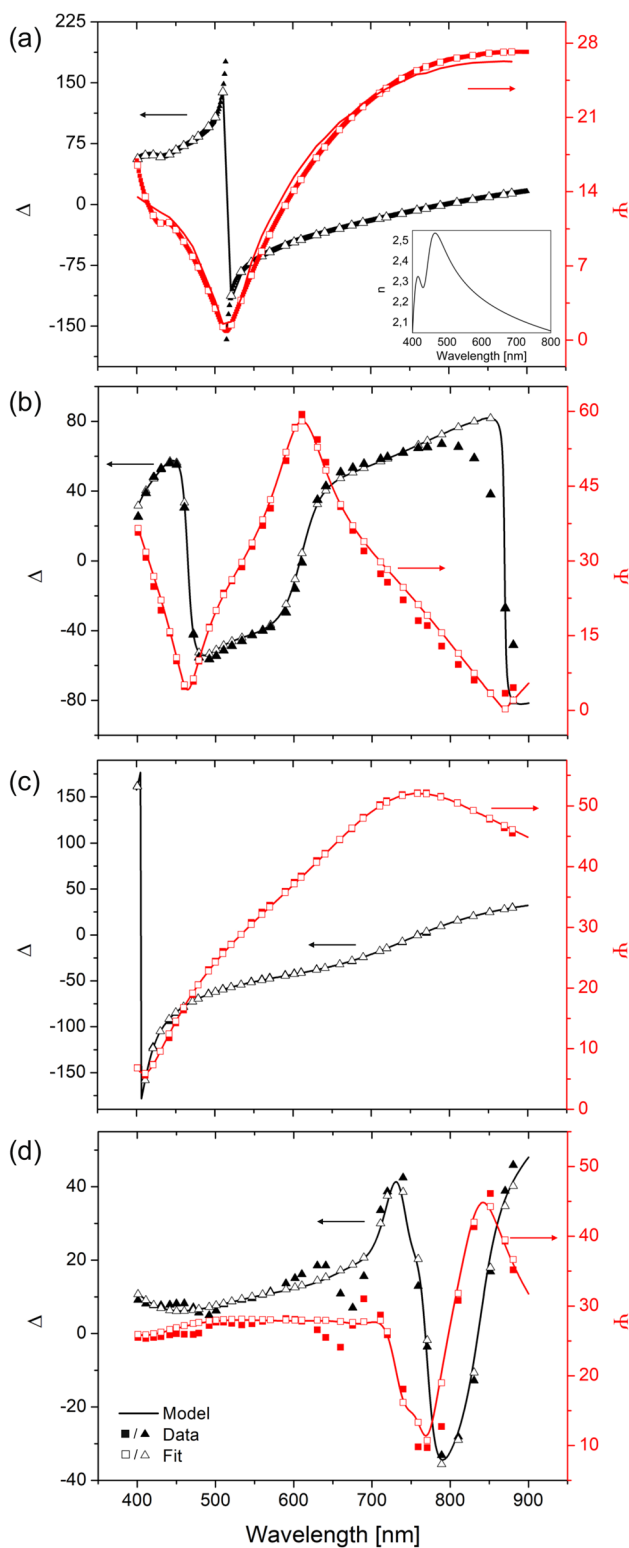 (a)
225
150
75
0
-75
-150
Δ
28
21
14
7
0
Ψ
2,5
2,4
2,3
2,2
2,1
n
400 500 600 700 800
Wavelength [nm]
(b)
80
40
0
-40
-80
Δ
60
45
30
15
0
Ψ
(c)
150
100
50
0
-50
-100
-150
Δ
50
40
30
20
10
0
Ψ
(d)
40
20
0
-20
-40
Δ
50
40
30
20
10
Ψ
Model
/ Data
/ Fit
400 500 600 700 800 900
Wavelength [nm]